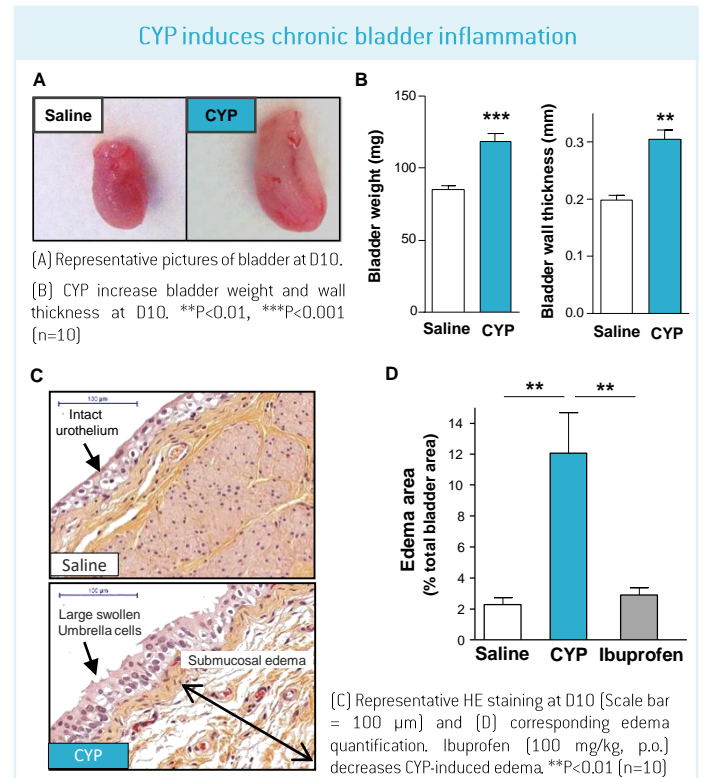 CYP induces chronic bladder inflammation
A
Saline
CYP
(A) Representative pictures of bladder at D10.
(B) CYP increase bladder weight and wall
thickness at D10. **P<0.01, ***P<0.001
(n=10)
B
Bladder weight (mg)
150
100
50
0
***
Saline
CYP
Bladder wall thickness (mm)
0.3
0.2
0.1
0.0
**
Saline
CYP
C
100 µm
Intact
urothelium
Saline
100 µm
Large swollen
Umbrella cells
Submucosal edema
CYP
D
Edema area
(% total bladder area)
14
12
10
8
6
4
2
0
**
**
Saline
CYP
Ibuprofen
(C) Representative HE staining at D10 (Scale bar
= 100 µm) and (D) corresponding edema
quantification. Ibuprofen (100 mg/kg, p.o.)
decreases CYP-induced edema. **P<0.01 (n=10)